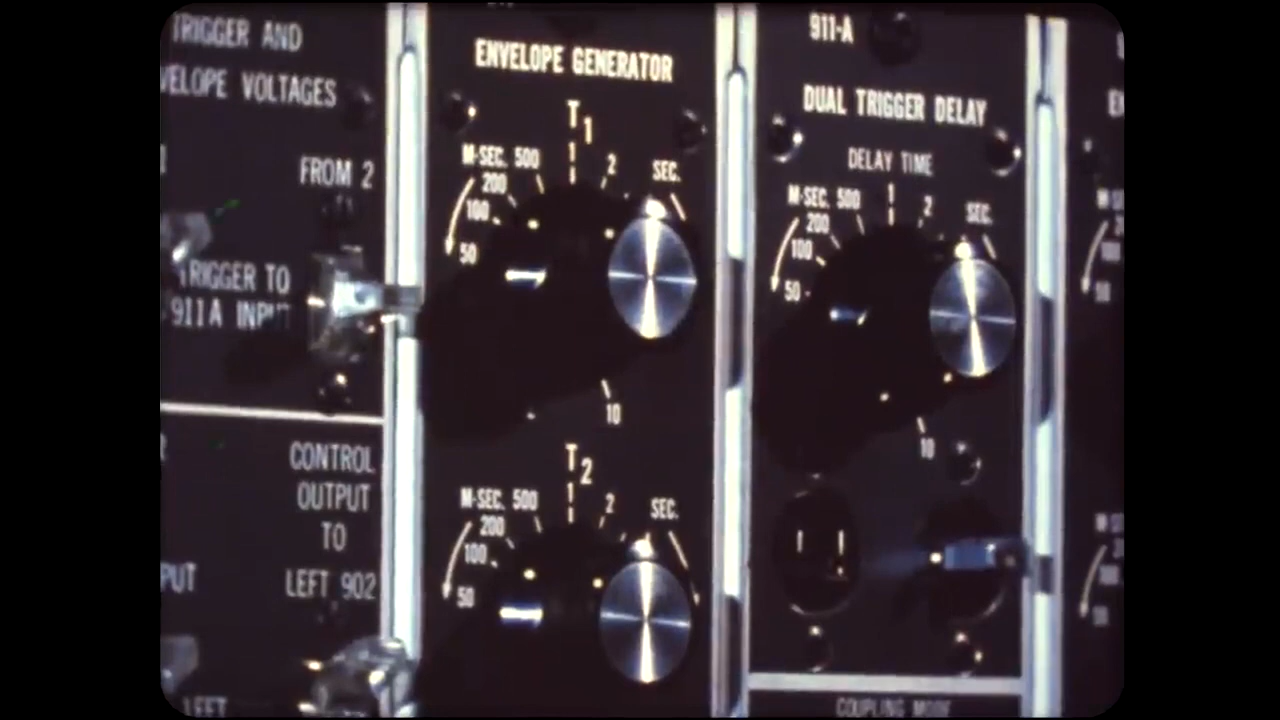 TRIGGER AND
VELOPE VOLTAGES
FROM 2
TRIGGER TO
911A INPUT
CONTROL
OUTPUT
TO
LEFT 902
PUT
LEFT
ENVELOPE GENERATOR
T1
M-SEC. 500 1 2 SEC.
200
100
50
10
T2
M-SEC. 500 1 2 SEC.
200
100
50
911-A
DUAL TRIGGER DELAY
DELAY TIME
M-SEC. 500 1 2 SEC.
200
100
50
10
COUPLING MODE